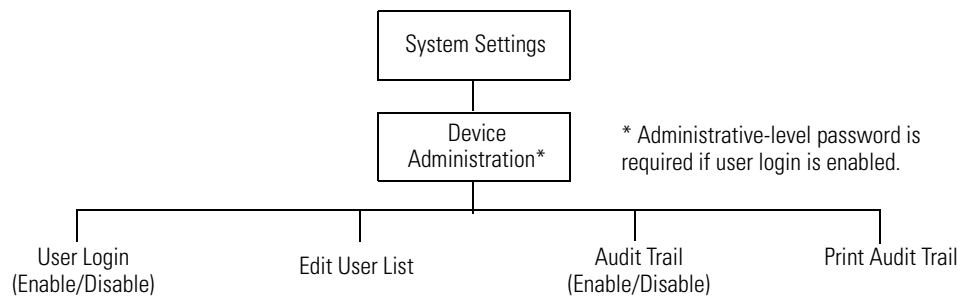 System Settings
Device
Administration*
* Administrative-level password is
required if user login is enabled.
User Login
(Enable/Disable)
Edit User List
Audit Trail
(Enable/Disable)
Print Audit Trail